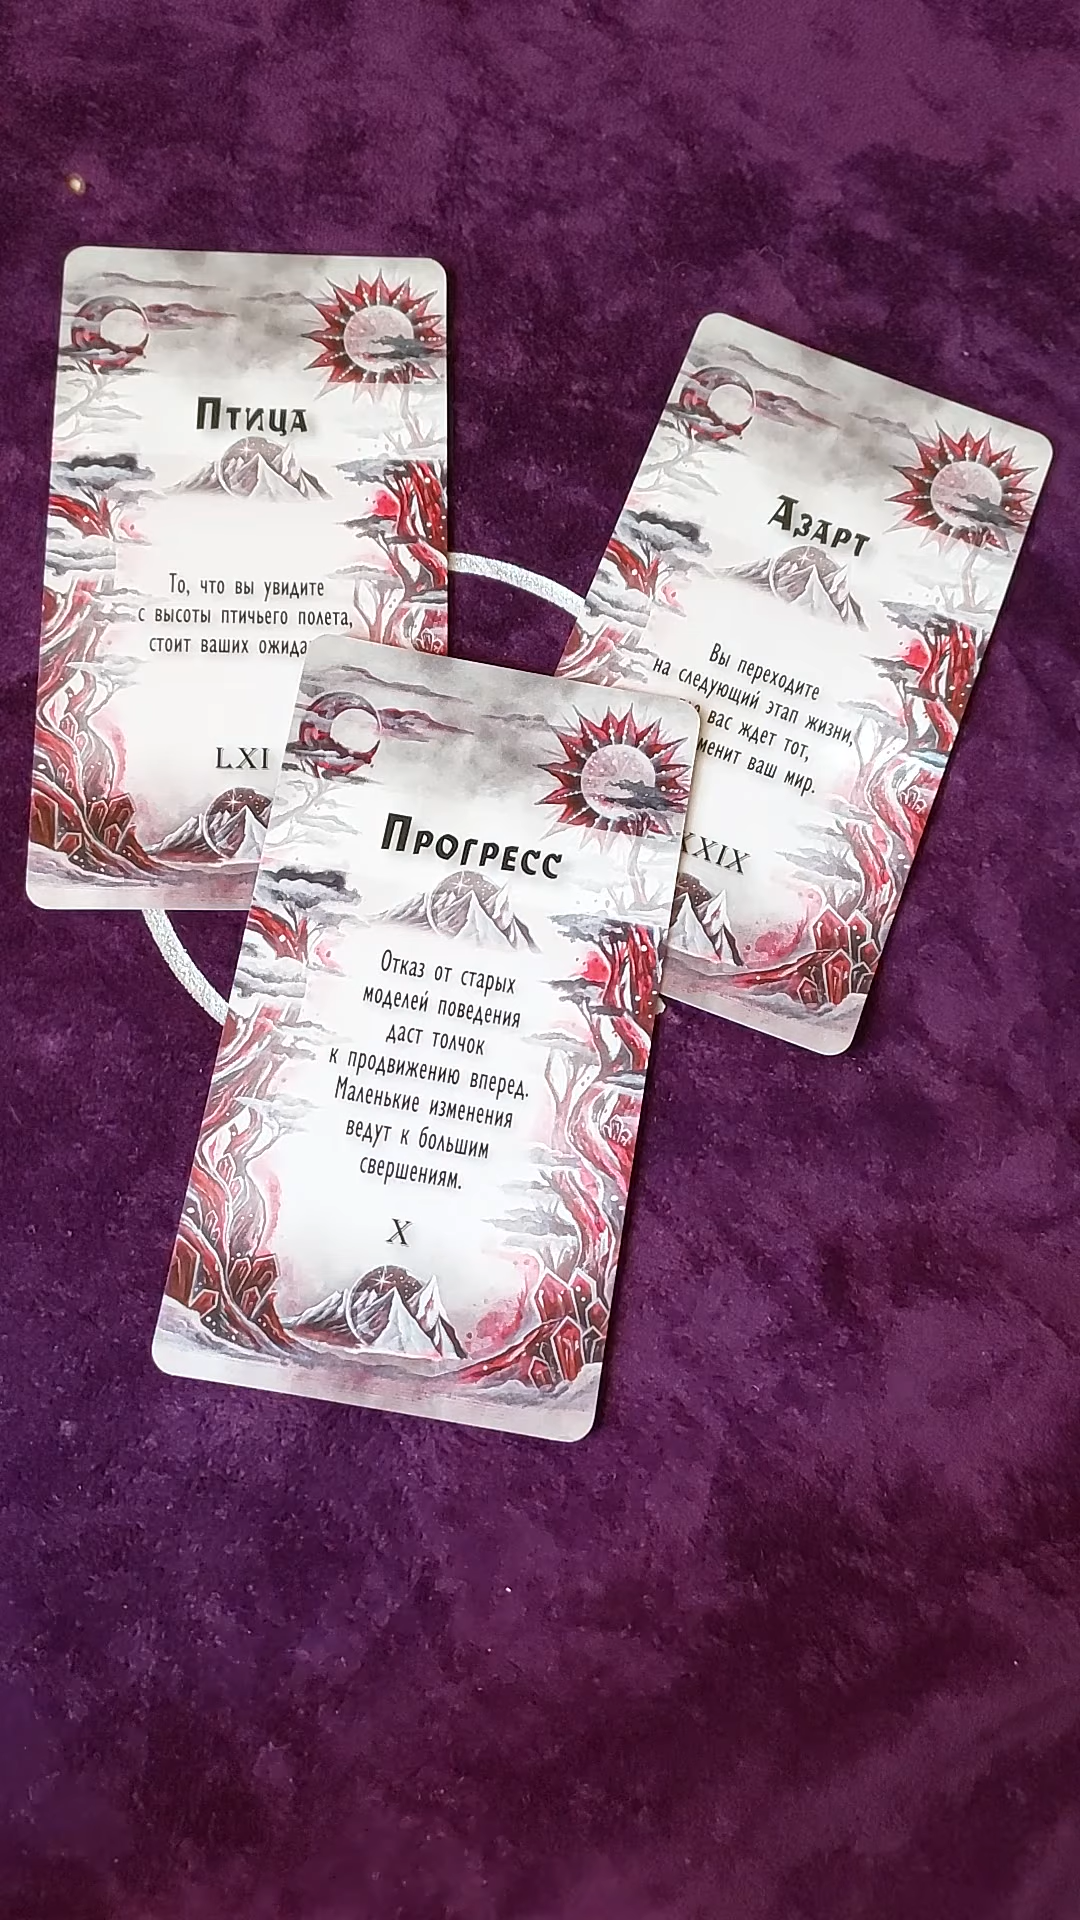 Птица
То, что вы увидите
с высоты птичьего полета,
стоит ваших
LXI
Азарт
Вы переходите
на следующий этап жизни,
вас ждет тот,
ваш мир.
Прогресс
Отказ от старых
моделей поведения
даст толчок
к продвижению вперед.
Маленькие изменения
ведут к большим
свершениям.
X